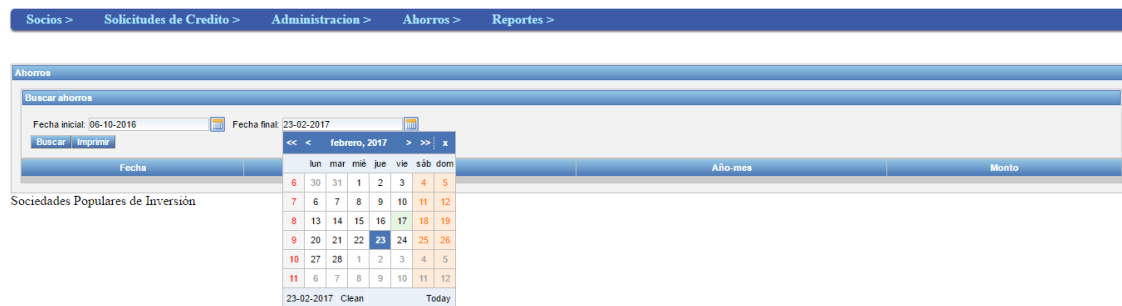 Socios > Solicitudes de Credito > Administracion > Ahorros > Reportes >
Ahorros
Buscar ahorros
Fecha inicial: 06-10-2016 Fecha final: 23-02-2017
Buscar Imprimir
<< < febrero, 2017 > >> x
Fecha Año-mes Monto
lun mar mié jue vie sáb dom
6 30 31 1 2 3 4 5
7 6 7 8 9 10 11 12
8 13 14 15 16 17 18 19
9 20 21 22 23 24 25 26
10 27 28 1 2 3 4 5
11 6 7 8 9 10 11 12
23-02-2017 Clean Today
Sociedades Populares de Inversión